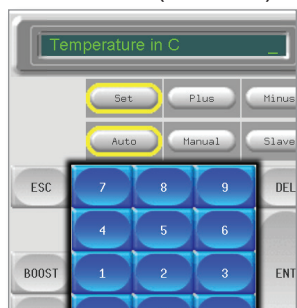 Temperature in C _
Set Plus Minus
Auto Manual Slave
ESC 7 8 9 DEL
4 5 6
BOOST 1 2 3 ENT